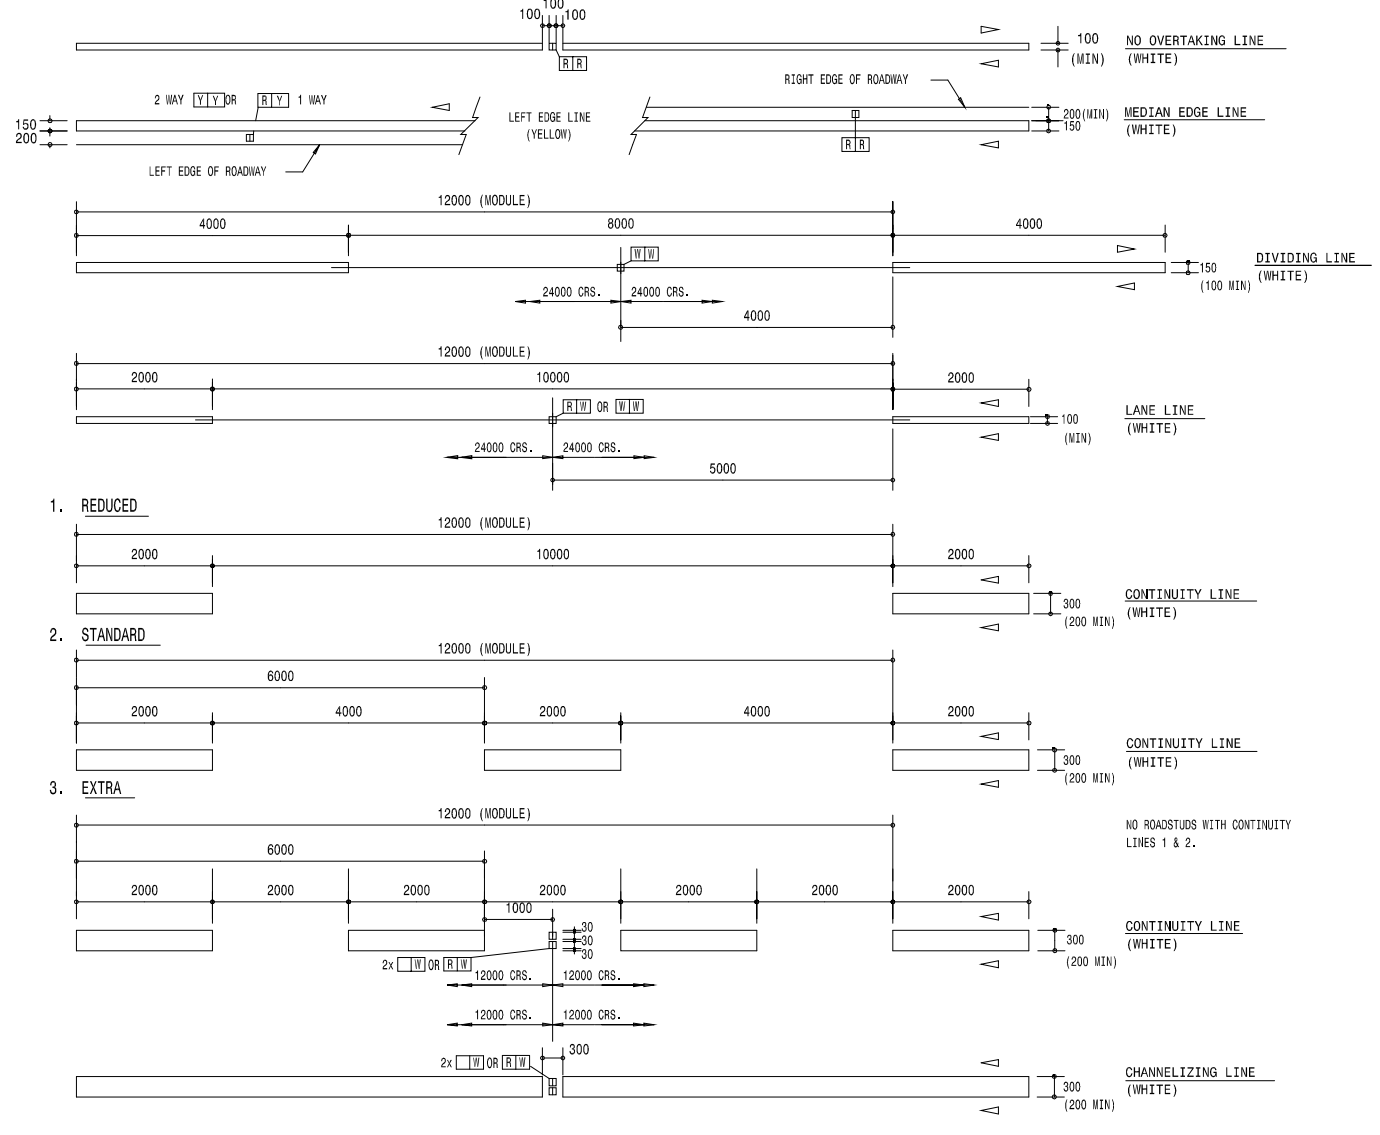 100
100 100
R R
100
(MIN)
NO OVERTAKING LINE
(WHITE)
2 WAY Y Y OR R Y 1 WAY
150
200
LEFT EDGE OF ROADWAY
LEFT EDGE LINE
(YELLOW)
RIGHT EDGE OF ROADWAY
R R
200(MIN)
150
MEDIAN EDGE LINE
(WHITE)
12000 (MODULE)
4000 8000 4000
W W
24000 CRS. 24000 CRS.
4000
150
(100 MIN)
DIVIDING LINE
(WHITE)
12000 (MODULE)
2000 10000 2000
R W OR W W
24000 CRS. 24000 CRS.
5000
100
(MIN)
LANE LINE
(WHITE)
1. REDUCED
12000 (MODULE)
2000 10000 2000
300
(200 MIN)
CONTINUITY LINE
(WHITE)
2. STANDARD
12000 (MODULE)
6000
2000 4000 2000 4000 2000
300
(200 MIN)
CONTINUITY LINE
(WHITE)
3. EXTRA
12000 (MODULE)
NO ROADSTUDS WITH CONTINUITY
LINES 1 & 2.
6000
2000 2000 2000 2000 2000 2000 2000
1000
30
30
30
2x W OR R W
12000 CRS. 12000 CRS.
300
(200 MIN)
CONTINUITY LINE
(WHITE)
12000 CRS. 12000 CRS.
300
2x W OR R W
300
(200 MIN)
CHANNELIZING LINE
(WHITE)